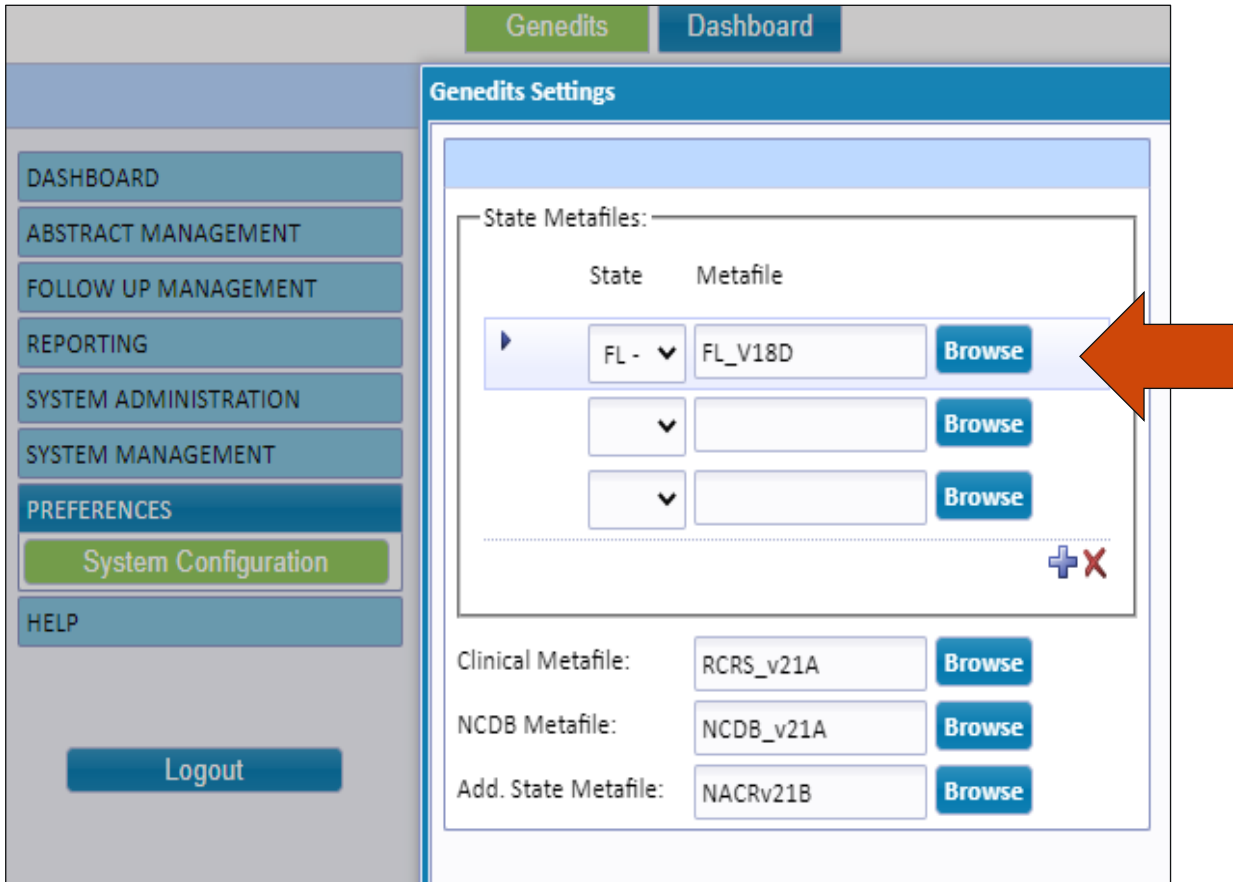 Genedits Dashboard
Genedits Settings
DASHBOARD
ABSTRACT MANAGEMENT
FOLLOW UP MANAGEMENT
REPORTING
SYSTEM ADMINISTRATION
SYSTEM MANAGEMENT
PREFERENCES
System Configuration
HELP
Logout
State Metafiles:
State Metafile
FL - FL_V18D Browse
Browse
Browse
Clinical Metafile: RCRS_v21A Browse
NCDB Metafile: NCDB_v21A Browse
Add. State Metafile: NACRv21B Browse